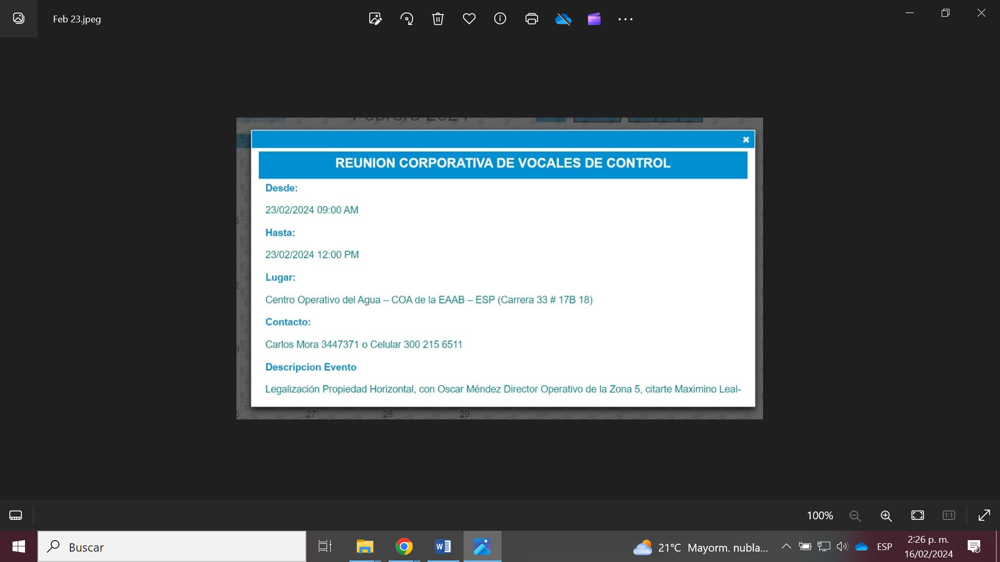 Feb 23.jpeg
Febrero 2024
REUNION CORPORATIVA DE VOCALES DE CONTROL
Desde:
23/02/2024 09:00 AM
Hasta:
23/02/2024 12:00 PM
Lugar:
Centro Operativo del Agua – COA de la EAAB – ESP (Carrera 33 # 17B 18)
Contacto:
Carlos Mora 3447371 o Celular 300 215 6511
Descripcion Evento
Legalización Propiedad Horizontal, con Oscar Méndez Director Operativo de la Zona 5, citarte Maximino Leal-
27 28 29
100%
1:1
Buscar
21°C Mayorm. nubla...
ESP
2:26 p. m.
16/02/2024